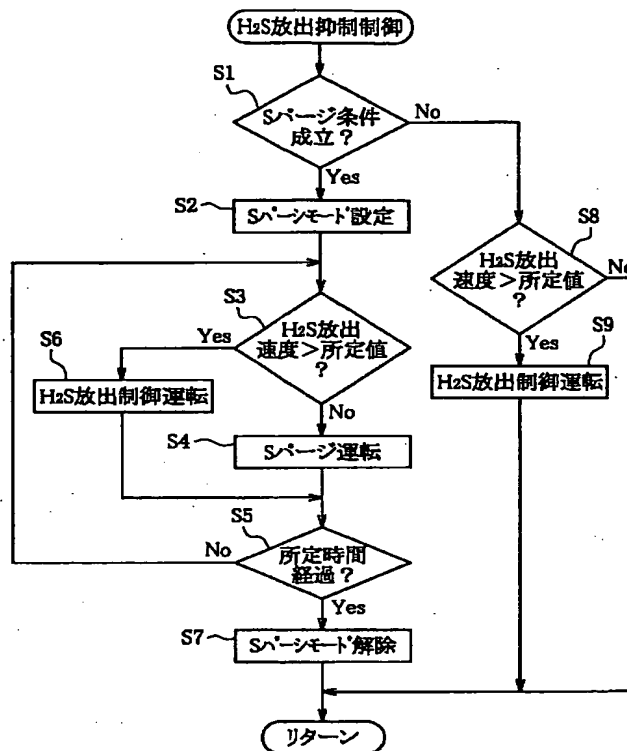 H₂S放出抑制制御
S1
Sパージ条件
成立？
No
Yes
S2
Sパージモード設定
S8
H₂S放出
速度＞所定値
？
No
S3
H₂S放出
速度＞所定値
？
Yes
S6
H₂S放出制御運転
Yes
S9
H₂S放出制御運転
No
S4
Sパージ運転
S5
所定時間
経過？
No
Yes
S7
Sパージモード解除
リターン